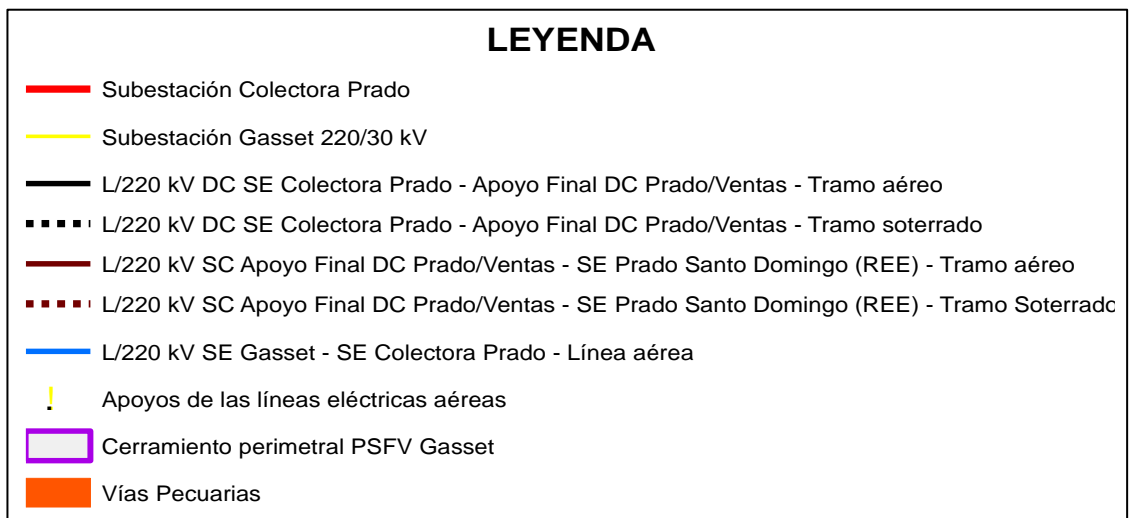 LEYENDA
Subestación Colectora Prado
Subestación Gasset 220/30 kV
L/220 kV DC SE Colectora Prado - Apoyo Final DC Prado/Ventas - Tramo aéreo
L/220 kV DC SE Colectora Prado - Apoyo Final DC Prado/Ventas - Tramo soterrado
L/220 kV SC Apoyo Final DC Prado/Ventas - SE Prado Santo Domingo (REE) - Tramo aéreo
L/220 kV SC Apoyo Final DC Prado/Ventas - SE Prado Santo Domingo (REE) - Tramo Soterrado
L/220 kV SE Gasset - SE Colectora Prado - Línea aérea
! Apoyos de las líneas eléctricas aéreas
Cerramiento perimetral PSFV Gasset
Vías Pecuarias